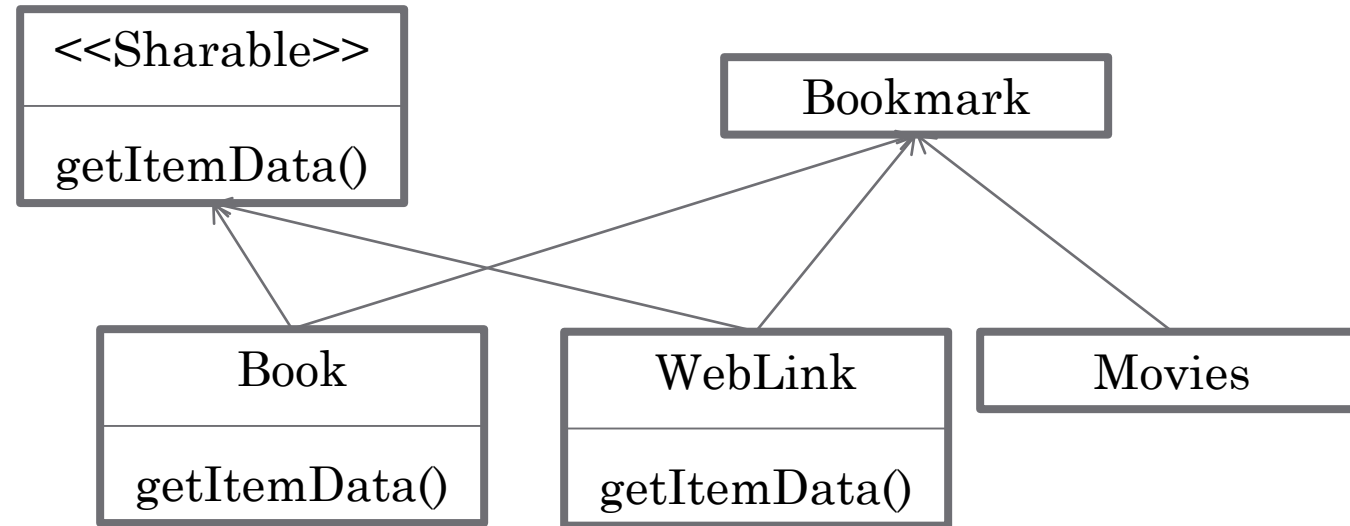 <<Sharable>>
getItemData()
Bookmark
Book
getItemData()
WebLink
getItemData()
Movies